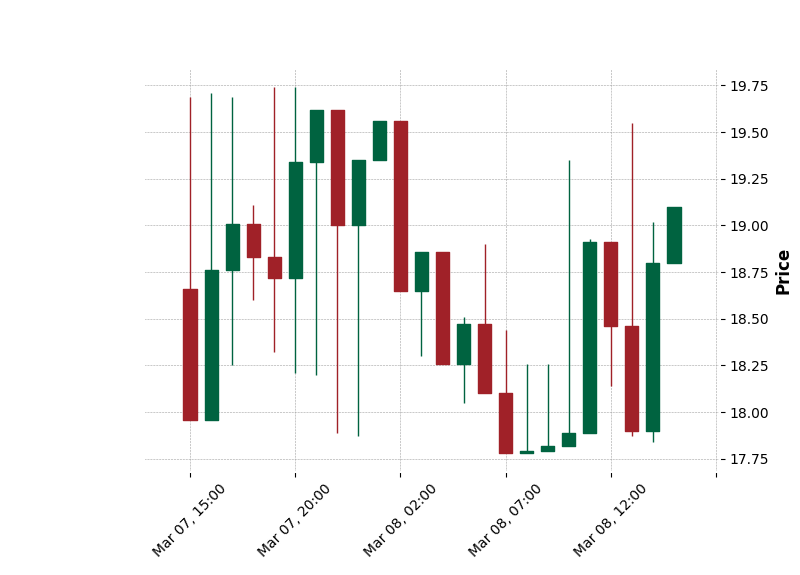 19.75
19.50
19.25
19.00
18.75
18.50
18.25
18.00
17.75
Price
Mar 07, 15:00
Mar 07, 20:00
Mar 08, 02:00
Mar 08, 07:00
Mar 08, 12:00